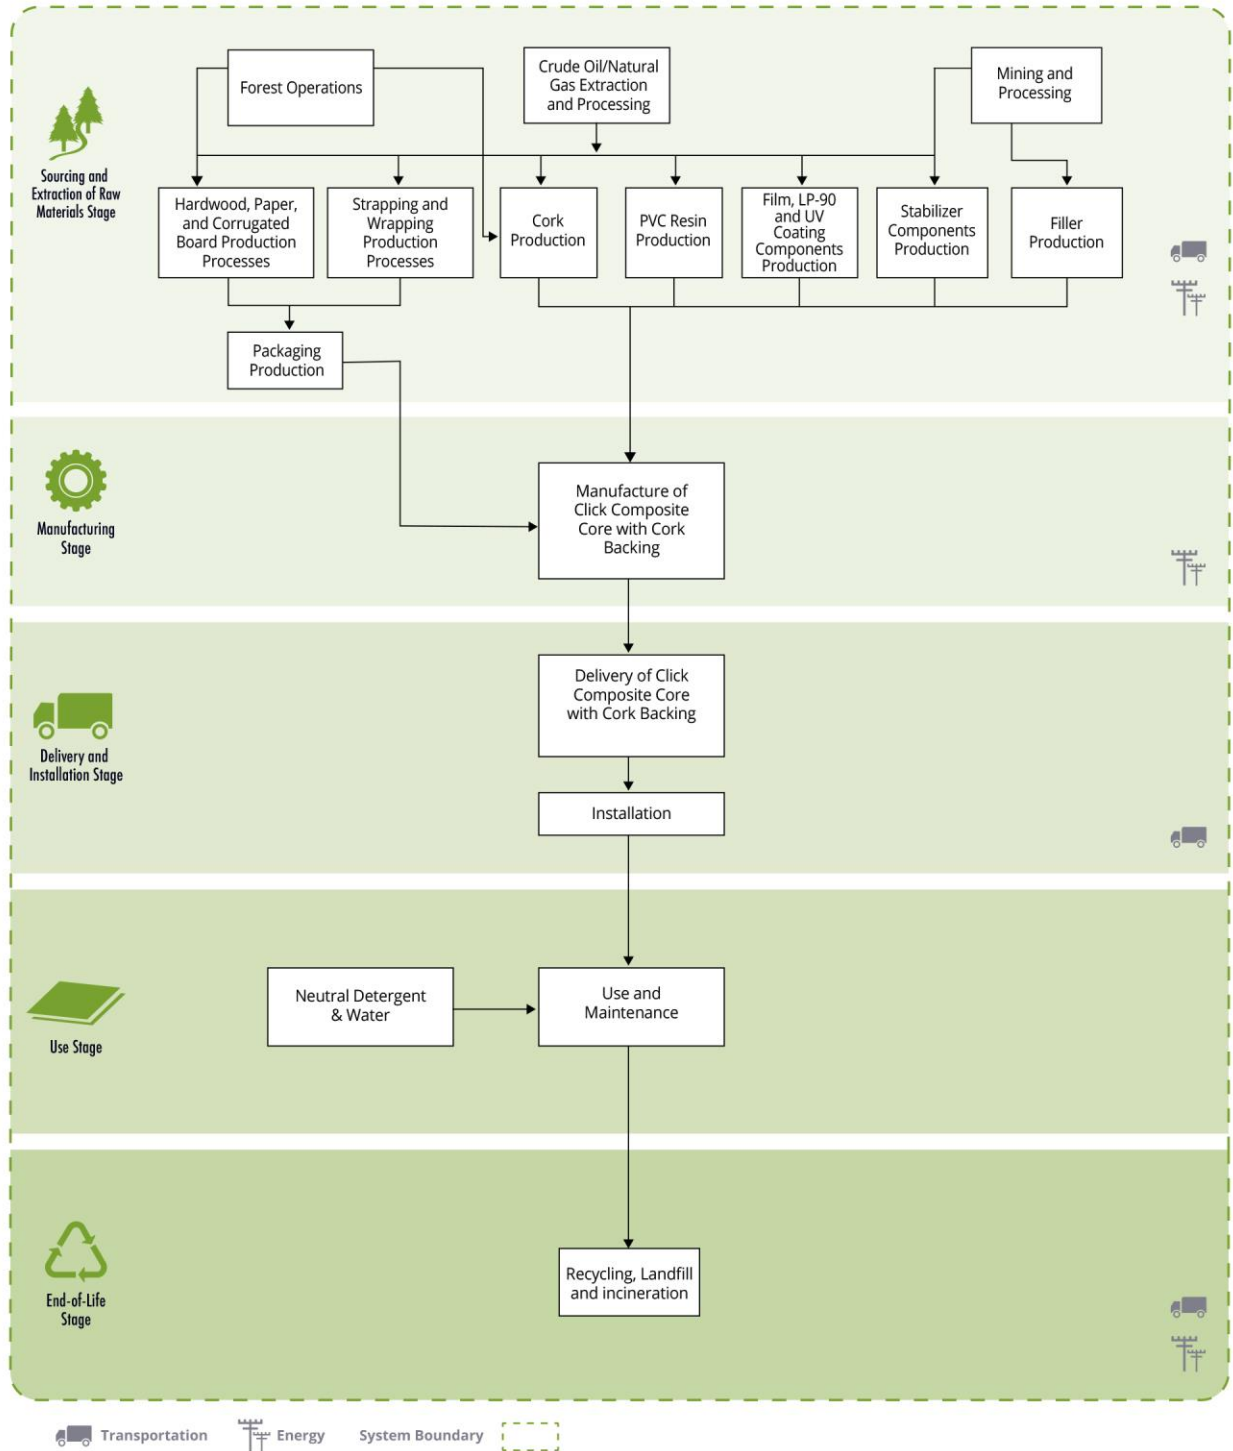 Forest Operations
Crude Oil/Natural
Gas Extraction
and Processing
Mining and
Processing
Sourcing and
Extraction of Raw
Materials Stage
Hardwood, Paper,
and Corrugated
Board Production
Processes
Strapping and
Wrapping
Production
Processes
Cork
Production
PVC Resin
Production
Film, LP-90
and UV
Coating
Components
Production
Stabilizer
Components
Production
Filler
Production
Packaging
Production
Manufacturing
Stage
Manufacture of
Click Composite
Core with Cork
Backing
Delivery and
Installation Stage
Delivery of Click
Composite Core
with Cork Backing
Installation
Use Stage
Neutral Detergent
& Water
Use and
Maintenance
End-of-Life
Stage
Recycling, Landfill
and incineration
Transportation
Energy
System Boundary